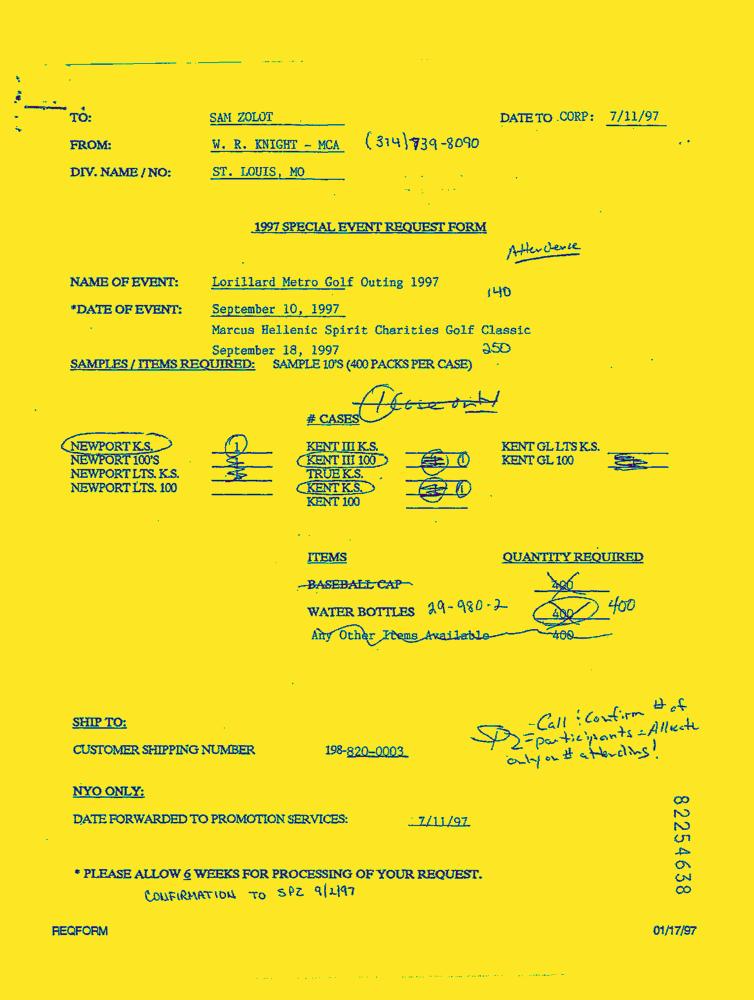 TO: SAM ZOLOT DATE TO CORP: 7/11/97
FROM: W. R. KNIGHT - MCA (314) 739-8090
DIV. NAME / NO: ST. LOUIS, MO
1997 SPECIAL EVENT REQUEST FORM
Attendence
NAME OF EVENT: Lorillard Metro Golf Outing 1997 140
*DATE OF EVENT: September 10, 1997
Marcus Hellenic Spirit Charities Golf Classic
September 18, 1997 250
SAMPLES / ITEMS REQUIRED: SAMPLE 10'S (400 PACKS PER CASE)
1 Case only
# CASES
NEWPORT K.S. 1 KENT III K.S. KENT GL LTS K.S.
NEWPORT 100'S KENT III 100 1 KENT GL 100
NEWPORT LTS. K.S. TRUE K.S.
NEWPORT LTS. 100 KENT K.S. 1
KENT 100
ITEMS QUANTITY REQUIRED
BASEBALL CAP 400
WATER BOTTLES 29-980-2 400 400
Any Other Items Available 400
SHIP TO:
CUSTOMER SHIPPING NUMBER 198-820-0003
SPZ - Call : Confirm # of
participants - Allocate
only on # attending!
NYO ONLY:
DATE FORWARDED TO PROMOTION SERVICES: 7/11/97
82254638
* PLEASE ALLOW 6 WEEKS FOR PROCESSING OF YOUR REQUEST.
CONFIRMATION TO SPZ 9/2/97
REQFORM 01/17/97